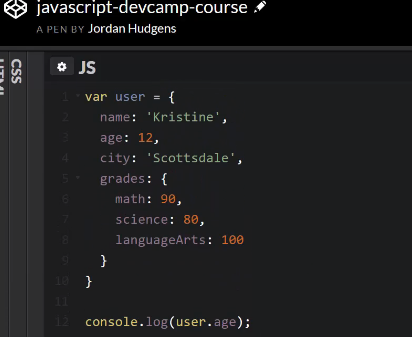 javascript-devcamp-course
A PEN BY Jordan Hudgens
HTML
CSS
JS
1 var user = {
2 name: 'Kristine',
3 age: 12,
4 city: 'Scottsdale',
5 grades: {
6 math: 90,
7 science: 80,
8 languageArts: 100
9 }
10 }
11
12 console.log(user.age);